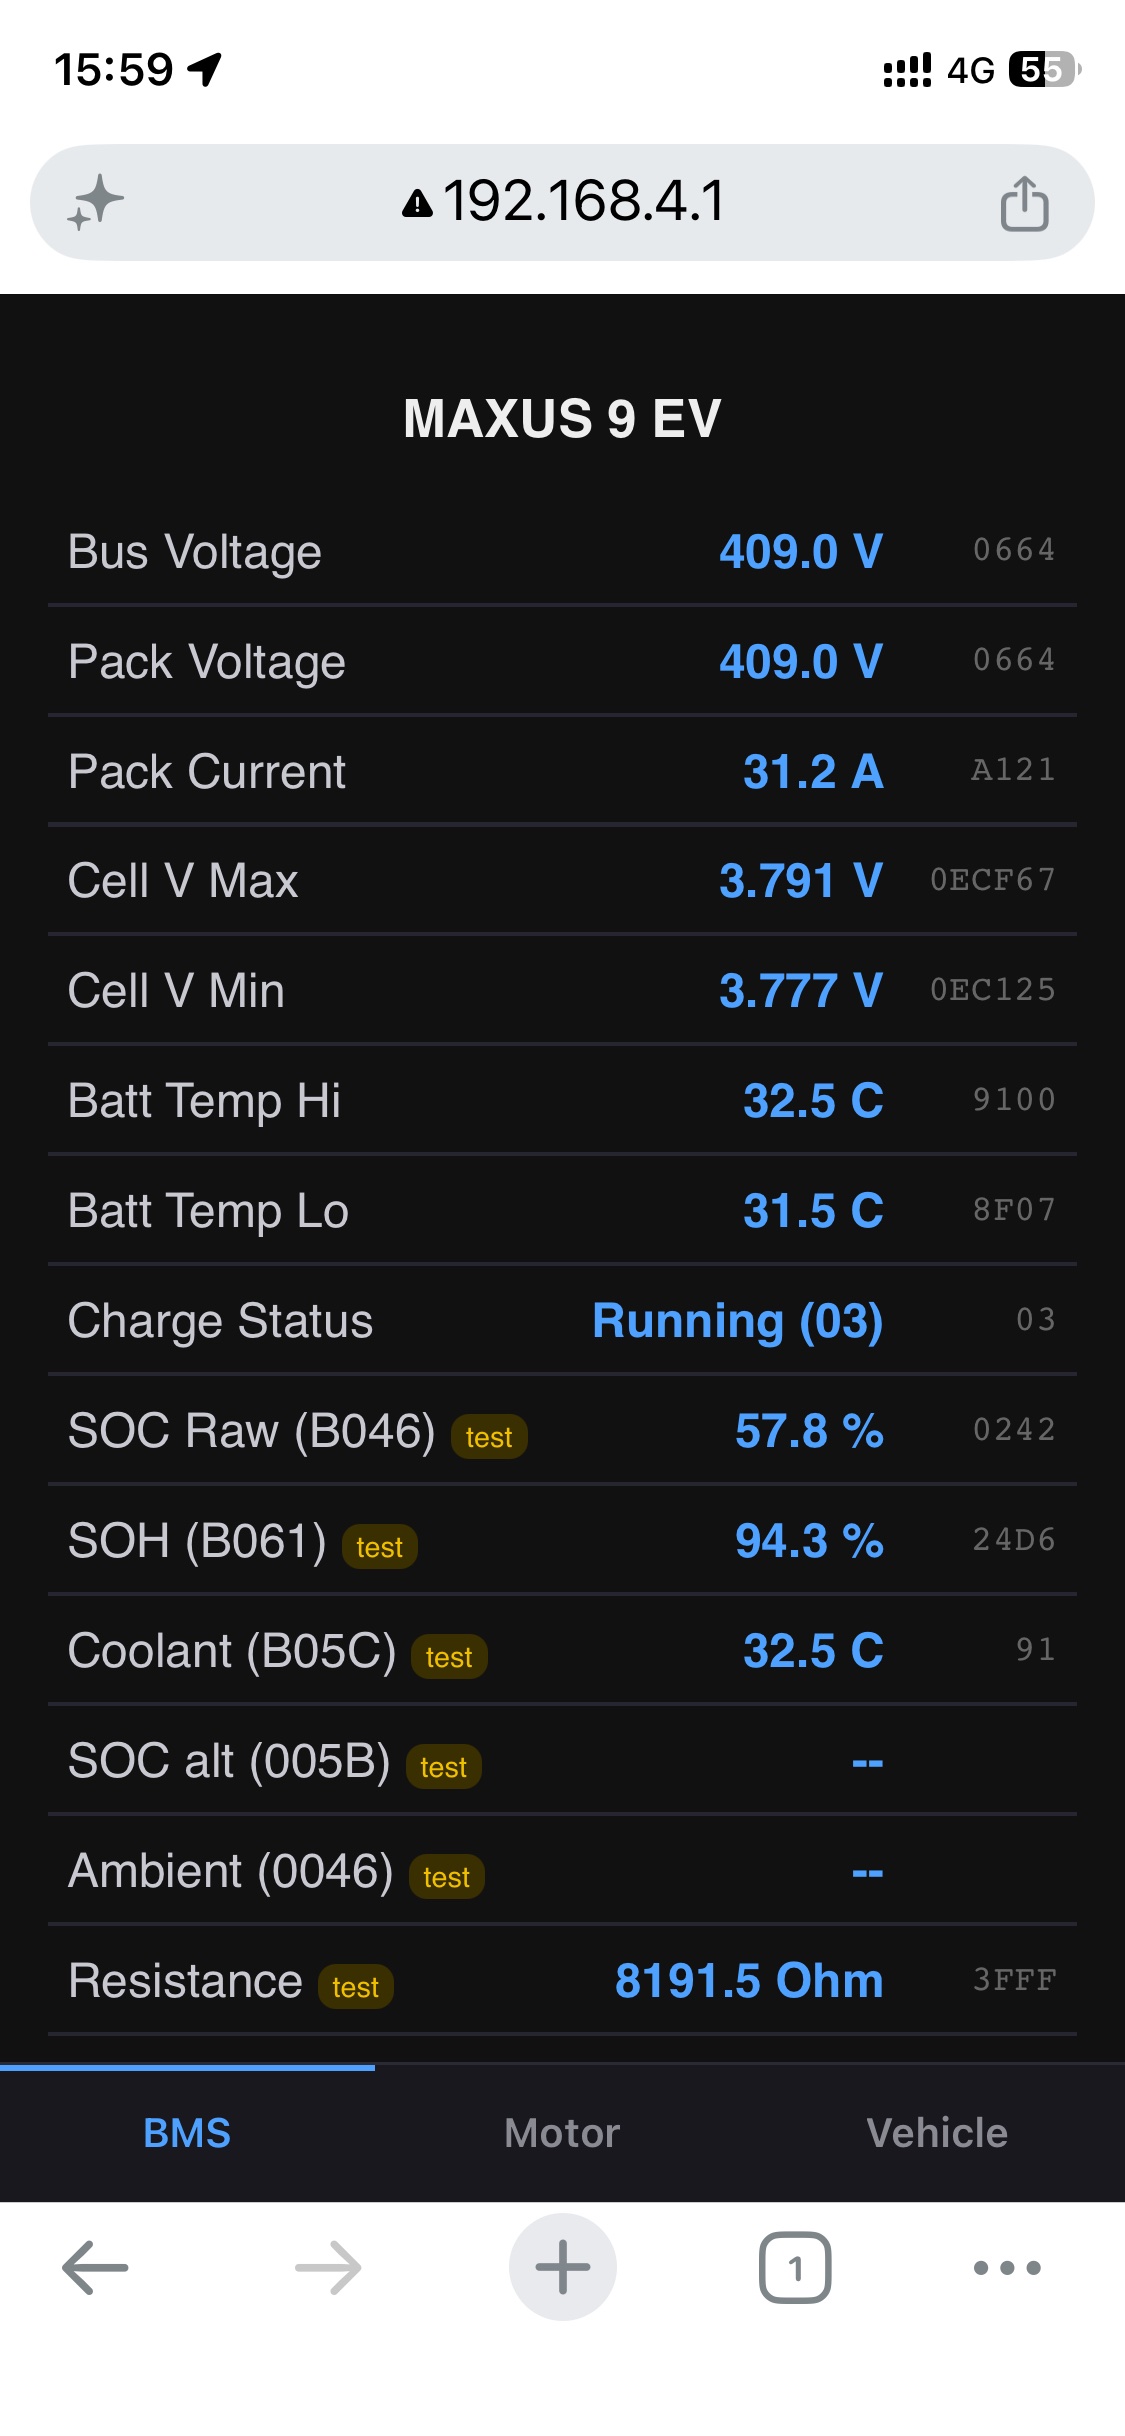 15:59
4G
55
192.168.4.1
MAXUS 9 EV
Bus Voltage 409.0 V 0664
Pack Voltage 409.0 V 0664
Pack Current 31.2 A A121
Cell V Max 3.791 V 0ECF67
Cell V Min 3.777 V 0EC125
Batt Temp Hi 32.5 C 9100
Batt Temp Lo 31.5 C 8F07
Charge Status Running (03) 03
SOC Raw (B046) test 57.8 % 0242
SOH (B061) test 94.3 % 24D6
Coolant (B05C) test 32.5 C 91
SOC alt (005B) test --
Ambient (0046) test --
Resistance test 8191.5 Ohm 3FFF
BMS Motor Vehicle
1